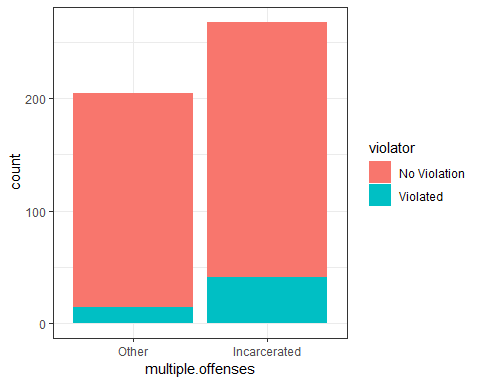 count
200
100
0
Other
Incarcerated
multiple.offenses
violator
No Violation
Violated